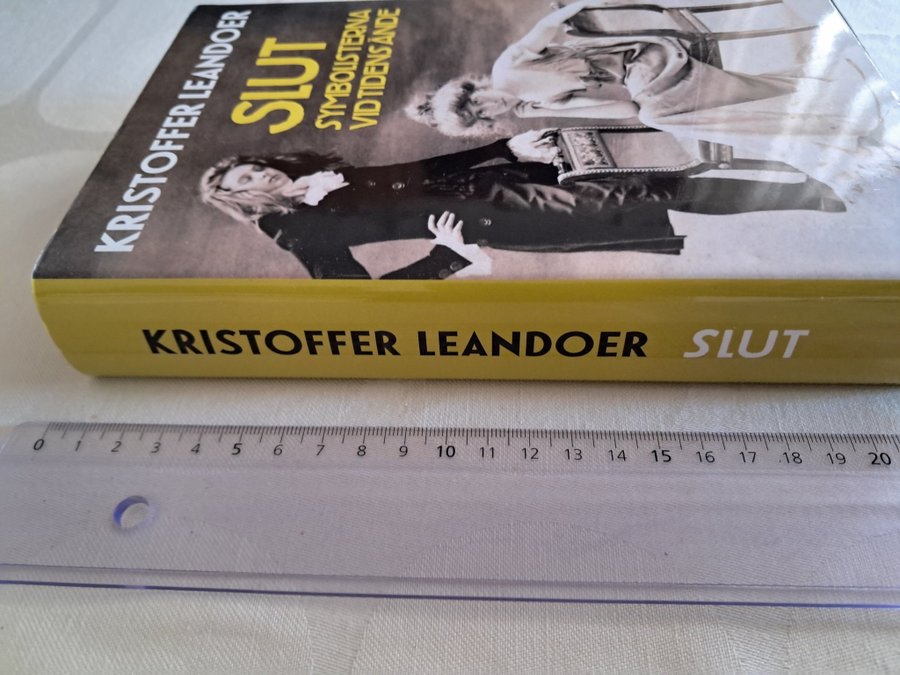 KRISTOFFER LEANDOER
SLUT
SYMBOLISTERNA
VID TIDENS ÄNDE
KRISTOFFER LEANDOER SLUT
0 1 2 3 4 5 6 7 8 9 10 11 12 13 14 15 16 17 18 19 20